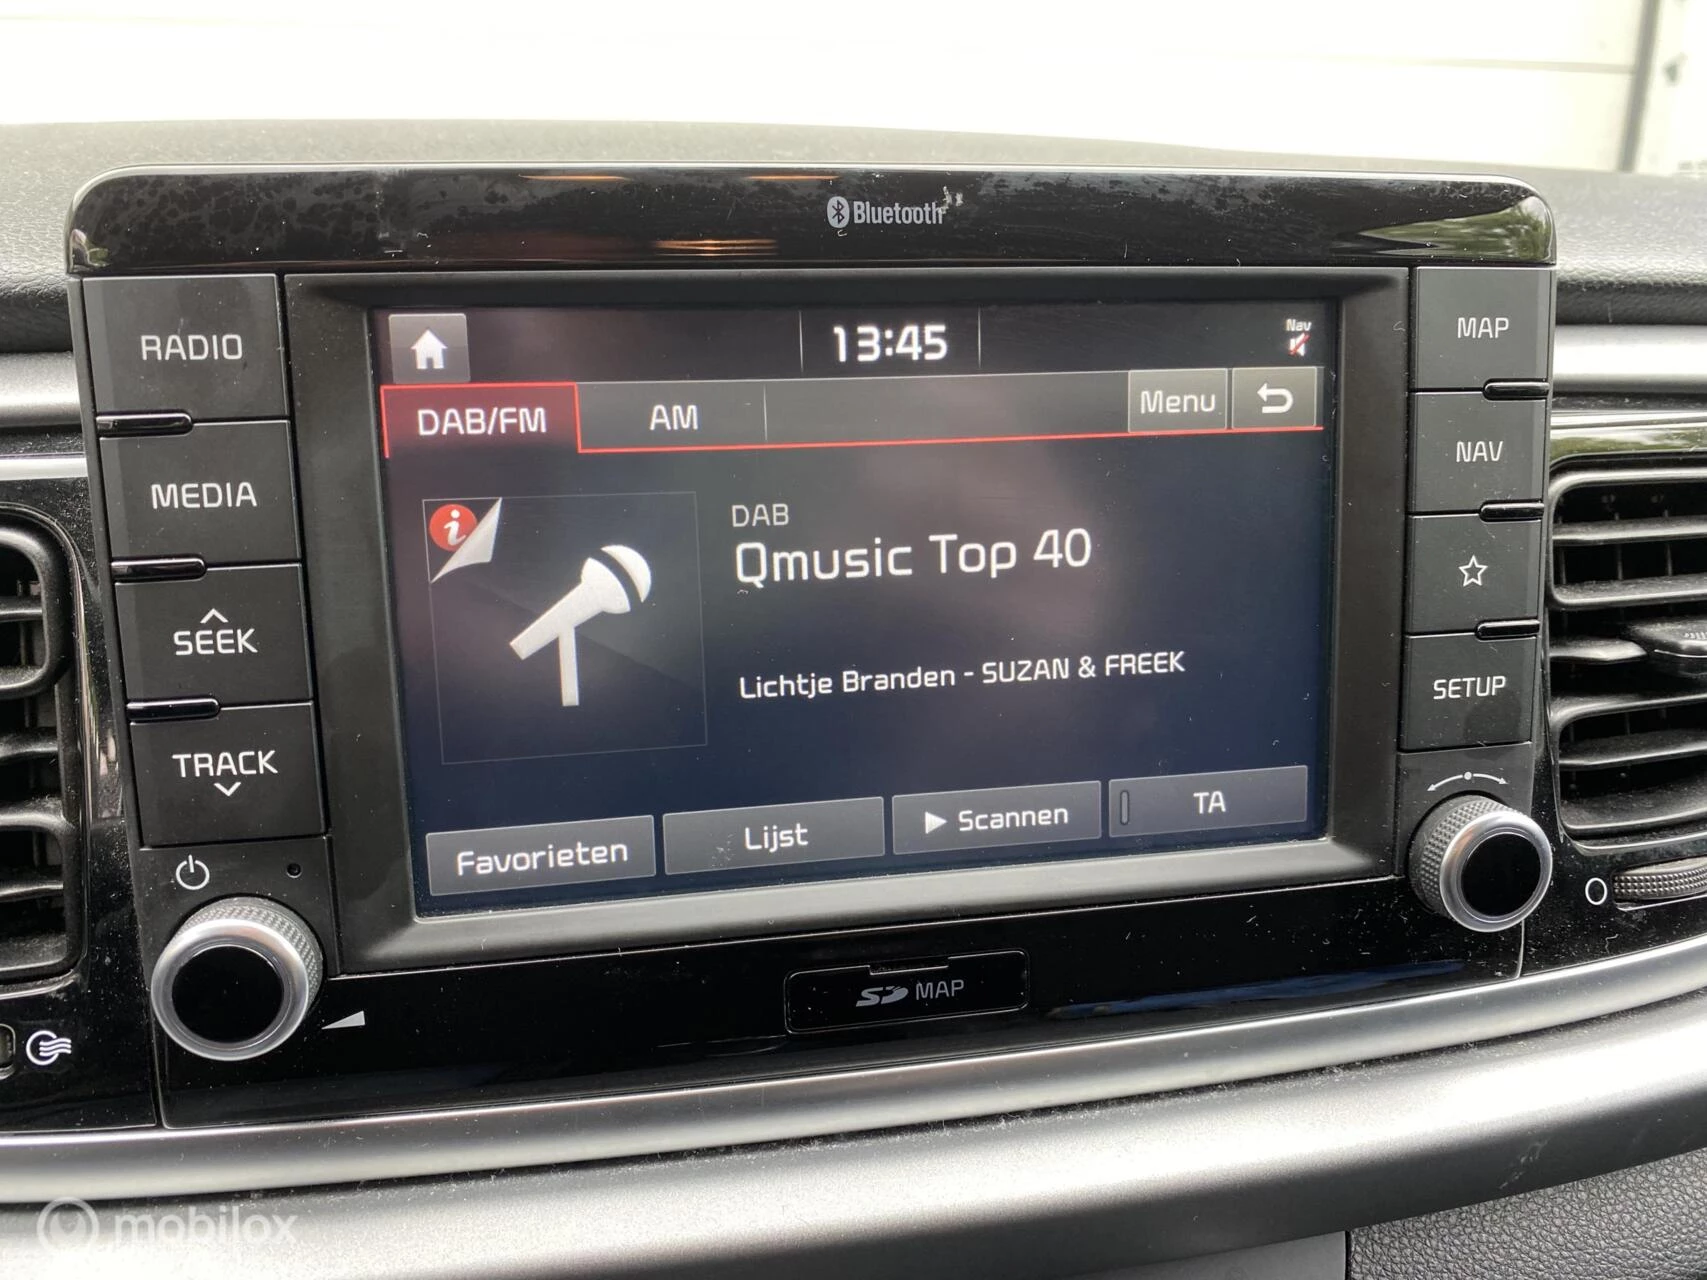 Bluetooth
RADIO
MEDIA
SEEK
TRACK
13:45
Nav
DAB/FM
AM
Menu
DAB
Qmusic Top 40
Lichtje Branden - SUZAN & FREEK
Favorieten
Lijst
Scannen
TA
MAP
NAV
SETUP
SD MAP
mobilox